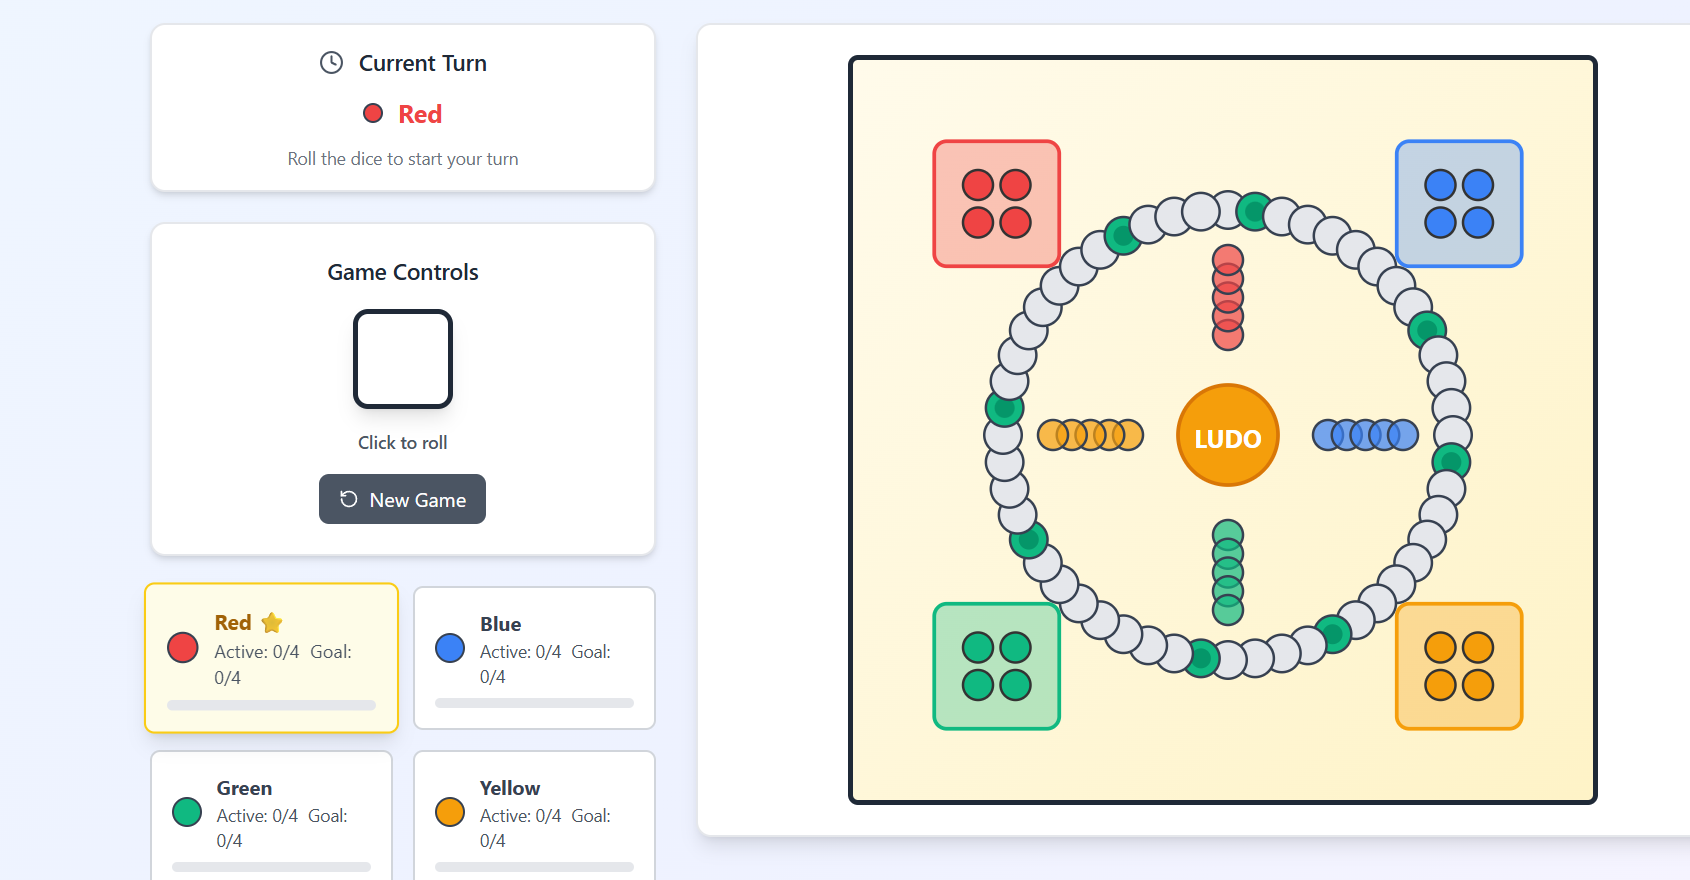 Current Turn
Red
Roll the dice to start your turn
Game Controls
Click to roll
New Game
Red ⭐
Active: 0/4 Goal:
0/4
Blue
Active: 0/4 Goal:
0/4
Green
Active: 0/4 Goal:
0/4
Yellow
Active: 0/4 Goal:
0/4
LUDO